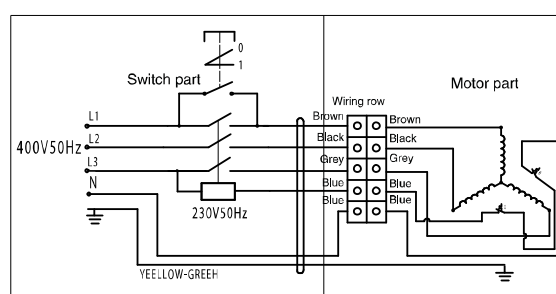 0
1
Switch part
Motor part
Wiring row
L1
Brown
Brown
L2
Black
Black
400V50Hz
L3
Grey
Grey
N
Blue
Blue
230V50Hz
Blue
Blue
YEELLOW-GREEH